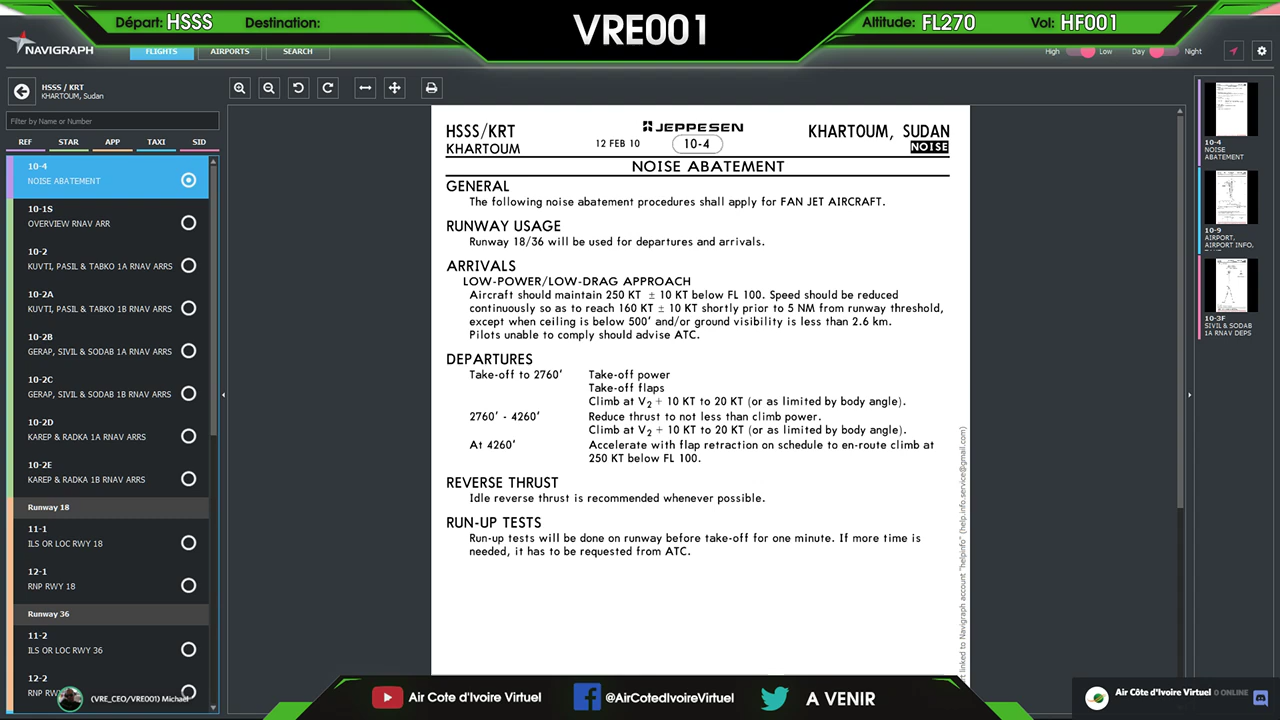 Départ: HSSS
Destination:
VRE001
Altitude: FL270
Vol: HF001
NAVIGRAPH
FLIGHTS
AIRPORTS
SEARCH
High
Low
Day
Night
HSSS / KRT
KHARTOUM, Sudan
Filter by Name or Number
REF
STAR
APP
TAXI
SID
10-4
NOISE ABATEMENT
10-1S
OVERVIEW RNAV ARR
10-2
KUVTI, PASIL & TABKO 1A RNAV ARRS
10-2A
KUVTI, PASIL & TABKO 1B RNAV ARRS
10-2B
GERAP, SIVIL & SODAB 1A RNAV ARRS
10-2C
GERAP, SIVIL & SODAB 1B RNAV ARRS
10-2D
KAREP & RADKA 1A RNAV ARRS
10-2E
KAREP & RADKA 1B RNAV ARRS
Runway 18
11-1
ILS OR LOC RWY 18
12-1
RNP RWY 18
Runway 36
11-2
ILS OR LOC RWY 36
12-2
(VRE_CEO/VRE001) Michael
HSSS/KRT
KHARTOUM
12 FEB 10
JEPPESEN
10-4
KHARTOUM, SUDAN
NOISE
NOISE ABATEMENT
GENERAL
The following noise abatement procedures shall apply for FAN JET AIRCRAFT.
RUNWAY USAGE
Runway 18/36 will be used for departures and arrivals.
ARRIVALS
LOW-POWER/LOW-DRAG APPROACH
Aircraft should maintain 250 KT ± 10 KT below FL 100. Speed should be reduced
continuously so as to reach 160 KT ± 10 KT shortly prior to 5 NM from runway threshold,
except when ceiling is below 500' and/or ground visibility is less than 2.6 km.
Pilots unable to comply should advise ATC.
DEPARTURES
Take-off to 2760' Take-off power
Take-off flaps
Climb at V2 + 10 KT to 20 KT (or as limited by body angle).
2760' - 4260' Reduce thrust to not less than climb power.
Climb at V2 + 10 KT to 20 KT (or as limited by body angle).
At 4260' Accelerate with flap retraction on schedule to en-route climb at
250 KT below FL 100.
REVERSE THRUST
Idle reverse thrust is recommended whenever possible.
RUN-UP TESTS
Run-up tests will be done on runway before take-off for one minute. If more time is
needed, it has to be requested from ATC.
linked to Navigraph account "helpinfo" (help.info.service@gmail.com)
10-4
NOISE
ABATEMENT
10-9
AIRPORT,
AIRPORT INFO,
10-3F
SIVIL & SODAB
1A RNAV DEPS
Air Cote d'Ivoire Virtuel
@AirCotedIvoireVirtuel
A VENIR
Air Côte d'Ivoire Virtuel 0 ONLINE